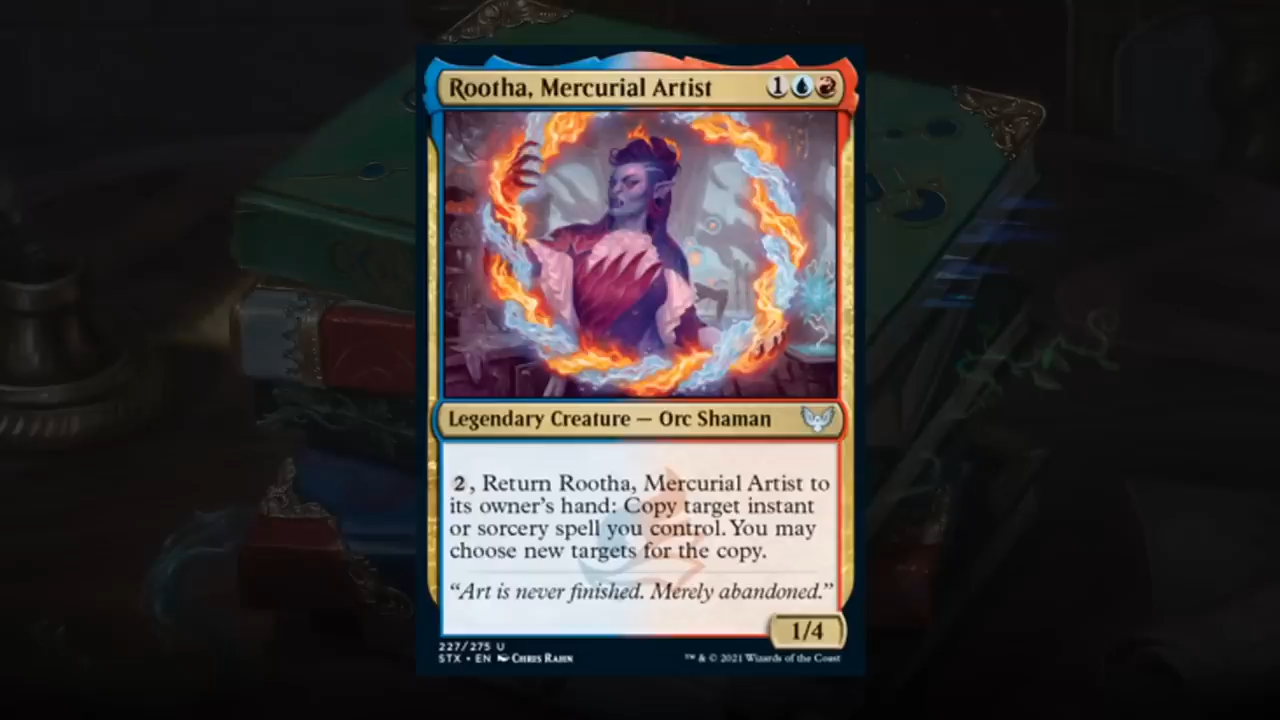 Rootha, Mercurial Artist 1
Legendary Creature — Orc Shaman
2, Return Rootha, Mercurial Artist to
its owner's hand: Copy target instant
or sorcery spell you control. You may
choose new targets for the copy.
“Art is never finished. Merely abandoned.”
1/4
227/275 U
STX • EN Chris Rahn
™ & © 2021 Wizards of the Coast